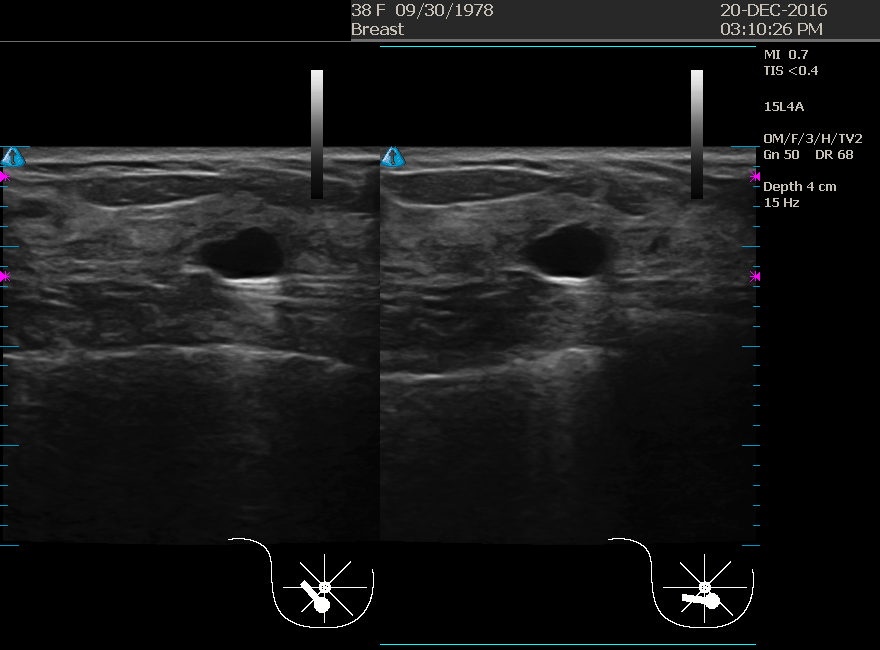 38 F 09/30/1978
20-DEC-2016
Breast
03:10:26 PM
MI 0.7
TIS <0.4
15L4A
OM/F/3/H/TV2
Gn 50 DR 68
Depth 4 cm
15 Hz